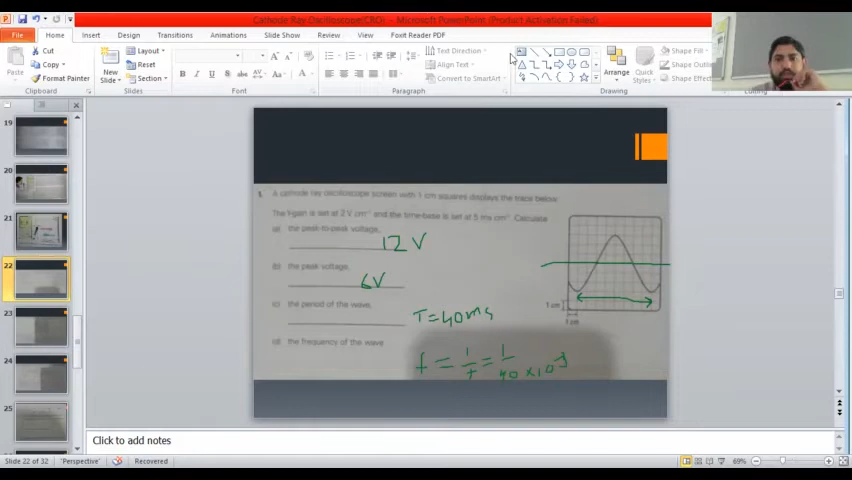 Cathode Ray Oscilloscope(CRO) - Microsoft PowerPoint (Product Activation Failed)
File Home Insert Design Transitions Animations Slide Show Review View Foxit Reader PDF
Cut
Copy
Format Painter
Paste
Clipboard
New
Slide
Layout
Reset
Section
Slides
B I U S abc AV Aa A
Font
Text Direction
Align Text
Convert to SmartArt
Paragraph
Arrange
Quick
Styles
Drawing
Shape Fill
Shape Outli
Editing
19
20
21
22
23
24
25
1. A cathode ray oscilloscope screen with 1 cm squares displays the trace below.
The Y-gain is set at 2 V cm⁻¹ and the time-base is set at 5 ms cm⁻¹. Calculate
(a) the peak-to-peak voltage,
12 V
(b) the peak voltage,
6V
(c) the period of the wave,
T = 40ms
(d) the frequency of the wave
f = 1/T = 1/40 × 10⁻³
1 cm
1 cm
Click to add notes
Slide 22 of 32 'Perspective' Recovered 69%